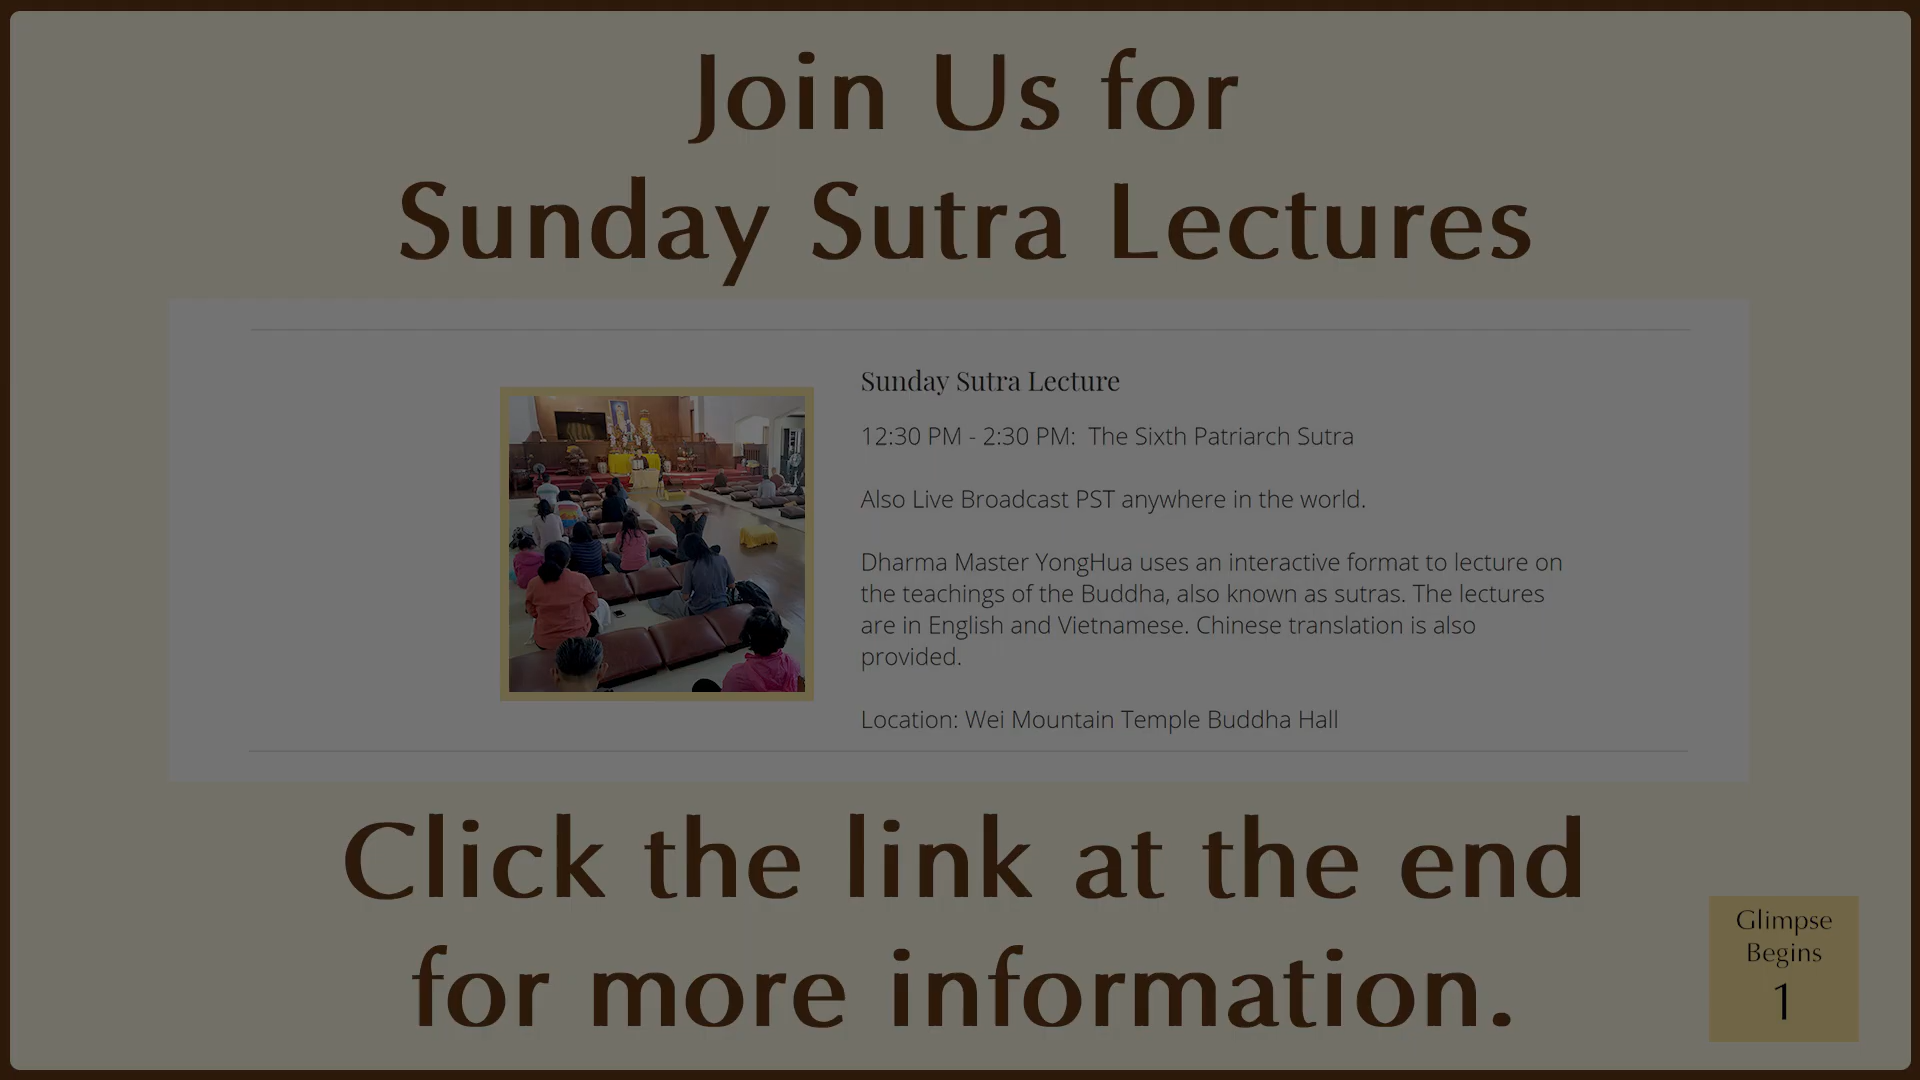 Join Us for
Sunday Sutra Lectures
Sunday Sutra Lecture
12:30 PM - 2:30 PM:  The Sixth Patriarch Sutra
Also Live Broadcast PST anywhere in the world.
Dharma Master YongHua uses an interactive format to lecture on
the teachings of the Buddha, also known as sutras. The lectures
are in English and Vietnamese. Chinese translation is also
provided.
Location: Wei Mountain Temple Buddha Hall
Click the link at the end
for more information.
Glimpse
Begins
1